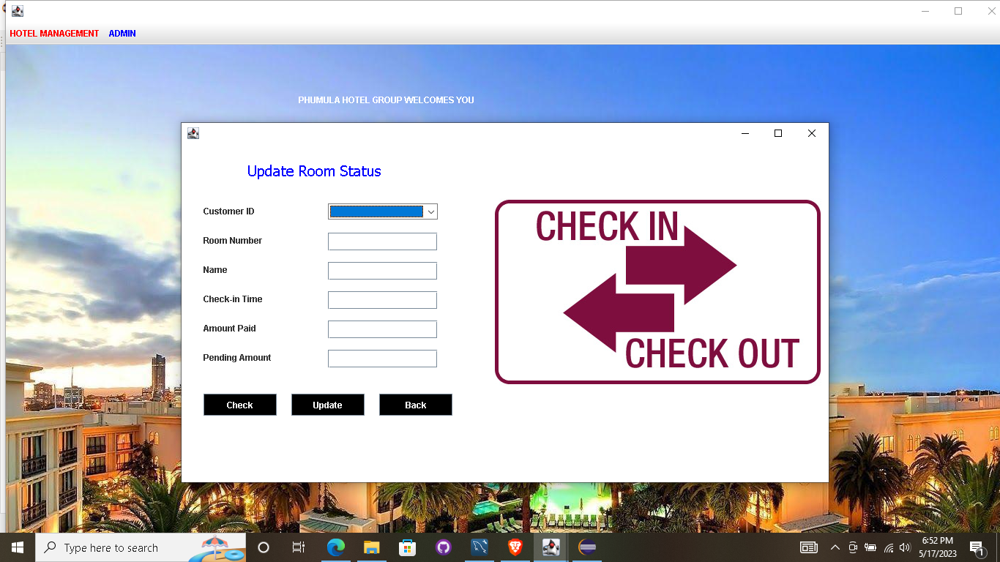 HOTEL MANAGEMENT ADMIN
PHUMULA HOTEL GROUP WELCOMES YOU
Update Room Status
Customer ID
Room Number
Name
Check-in Time
Amount Paid
Pending Amount
Check Update Back
CHECK IN
CHECK OUT
Type here to search
6:52 PM
5/17/2023
1